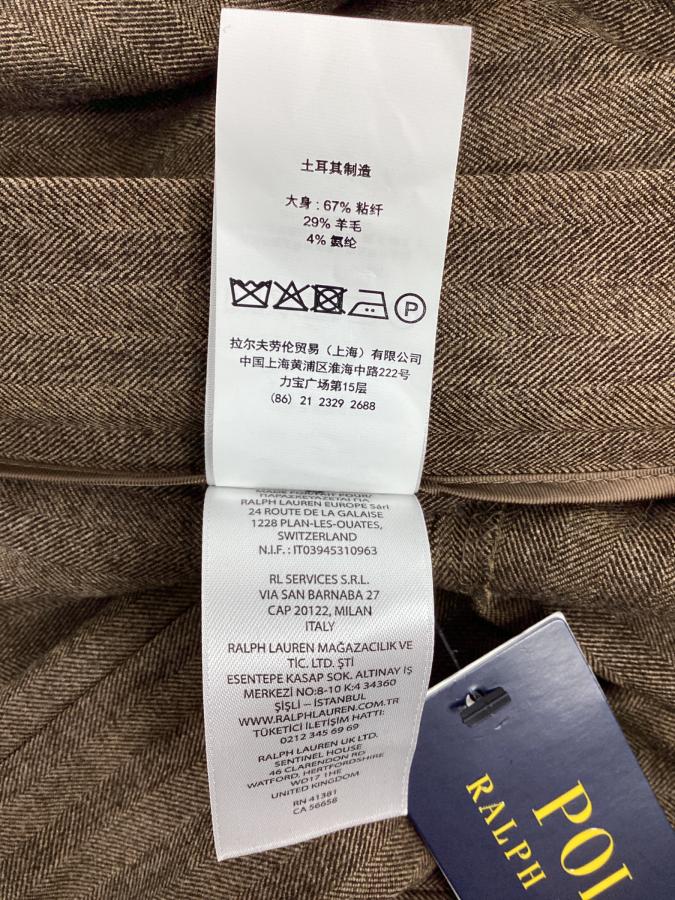 土耳其制造
大身 : 67% 粘纤
29% 羊毛
4% 氨纶
P
拉尔夫劳伦贸易（上海）有限公司
中国上海黄浦区淮海中路222号
力宝广场第15层
(86) 21 2329 2688
MADE FOR/FAIT POUR/
ΠΑΡΑΣΚΕΥΑΖΕΤΑΙ ΓΙΑ
RALPH LAUREN EUROPE Sàrl
24 ROUTE DE LA GALAISE
1228 PLAN-LES-OUATES,
SWITZERLAND
N.I.F. : IT03945310963
RL SERVICES S.R.L.
VIA SAN BARNABA 27
CAP 20122, MILAN
ITALY
RALPH LAUREN MAĞAZACILIK VE
TİC. LTD. ŞTİ
ESENTEPE KASAP SOK. ALTINAY İŞ
MERKEZİ NO:8-10 K:4 34360
ŞİŞLİ – İSTANBUL
WWW.RALPHLAUREN.COM.TR
TÜKETİCİ İLETİŞİM HATTI:
0212 345 69 69
RALPH LAUREN UK LTD.
SENTINEL HOUSE
46 CLARENDON RD
WATFORD, HERTFORDSHIRE
WD17 1HE
UNITED KINGDOM
RN 41381
CA 56658
POL
RALPH